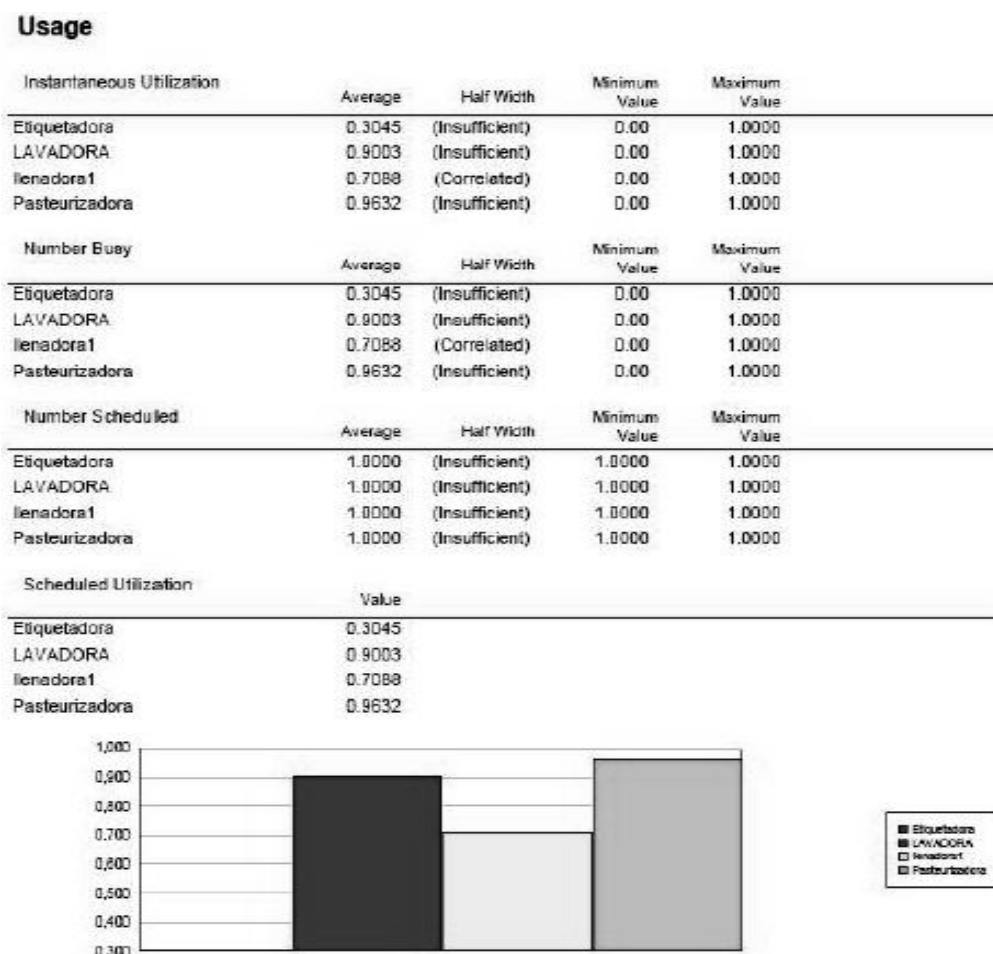 Usage
Instantaneous Utilization Average Half Width Minimum Value Maximum Value
Etiquetadora 0.3045 (Insufficient) 0.00 1.0000
LAVADORA 0.9003 (Insufficient) 0.00 1.0000
llenadora1 0.7088 (Correlated) 0.00 1.0000
Pasteurizadora 0.9632 (Insufficient) 0.00 1.0000
Number Busy Average Half Width Minimum Value Maximum Value
Etiquetadora 0.3045 (Insufficient) 0.00 1.0000
LAVADORA 0.9003 (Insufficient) 0.00 1.0000
llenadora1 0.7088 (Correlated) 0.00 1.0000
Pasteurizadora 0.9632 (Insufficient) 0.00 1.0000
Number Scheduled Average Half Width Minimum Value Maximum Value
Etiquetadora 1.0000 (Insufficient) 1.0000 1.0000
LAVADORA 1.0000 (Insufficient) 1.0000 1.0000
llenadora1 1.0000 (Insufficient) 1.0000 1.0000
Pasteurizadora 1.0000 (Insufficient) 1.0000 1.0000
Scheduled Utilization Value
Etiquetadora 0.3045
LAVADORA 0.9003
llenadora1 0.7088
Pasteurizadora 0.9632
1,000
0,900
0,800
0,700
0,600
0,500
0,400
0,300
Etiquetadora
LAVADORA
llenadora1
Pasteurizadora